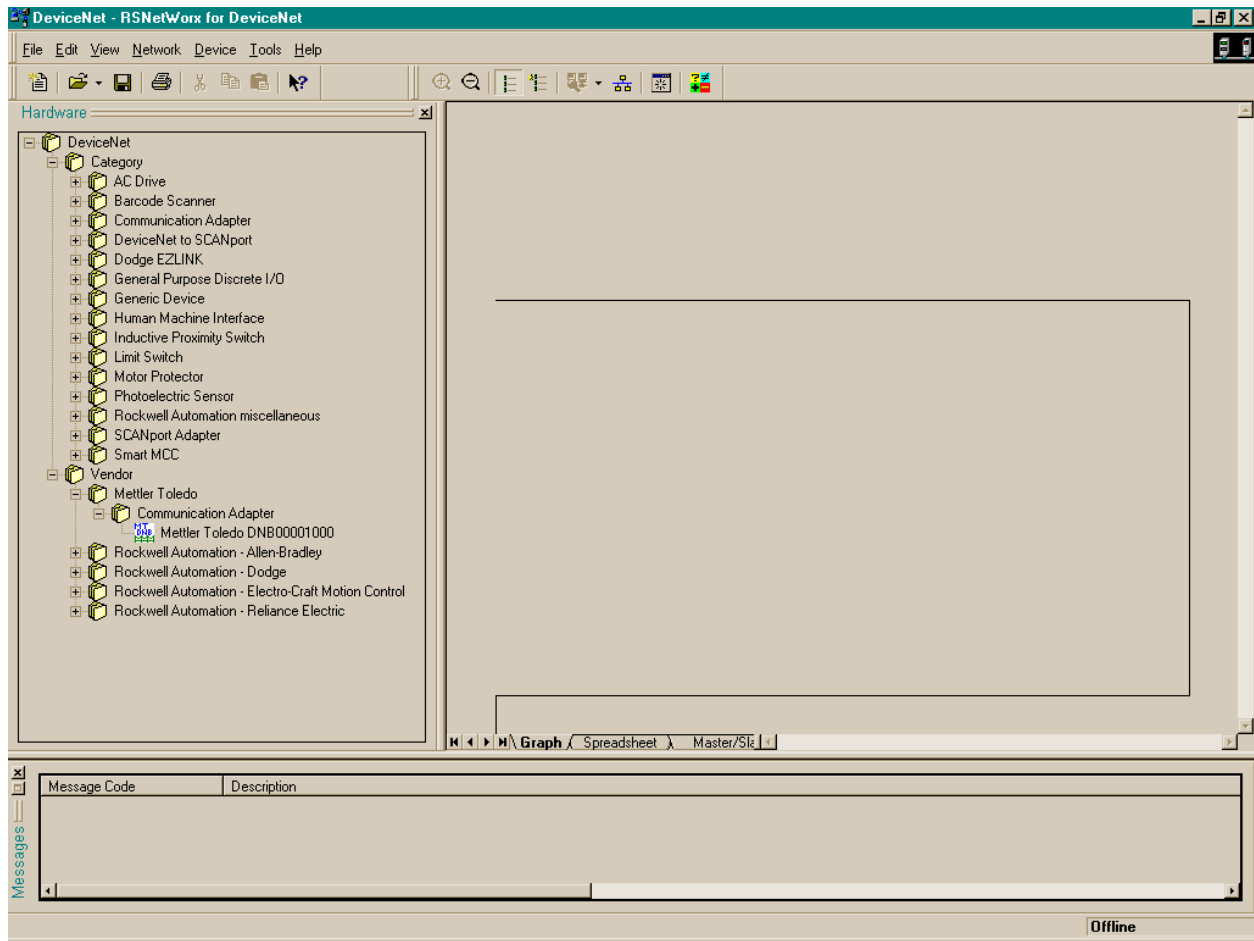 DeviceNet - RSNetWorx for DeviceNet
File Edit View Network Device Tools Help
Hardware
DeviceNet
Category
AC Drive
Barcode Scanner
Communication Adapter
DeviceNet to SCANport
Dodge EZLINK
General Purpose Discrete I/O
Generic Device
Human Machine Interface
Inductive Proximity Switch
Limit Switch
Motor Protector
Photoelectric Sensor
Rockwell Automation miscellaneous
SCANport Adapter
Smart MCC
Vendor
Mettler Toledo
Communication Adapter
MT DNB Mettler Toledo DNB00001000
Rockwell Automation - Allen-Bradley
Rockwell Automation - Dodge
Rockwell Automation - Electro-Craft Motion Control
Rockwell Automation - Reliance Electric
Graph Spreadsheet Master/Sla
Message Code Description
Messages
Offline